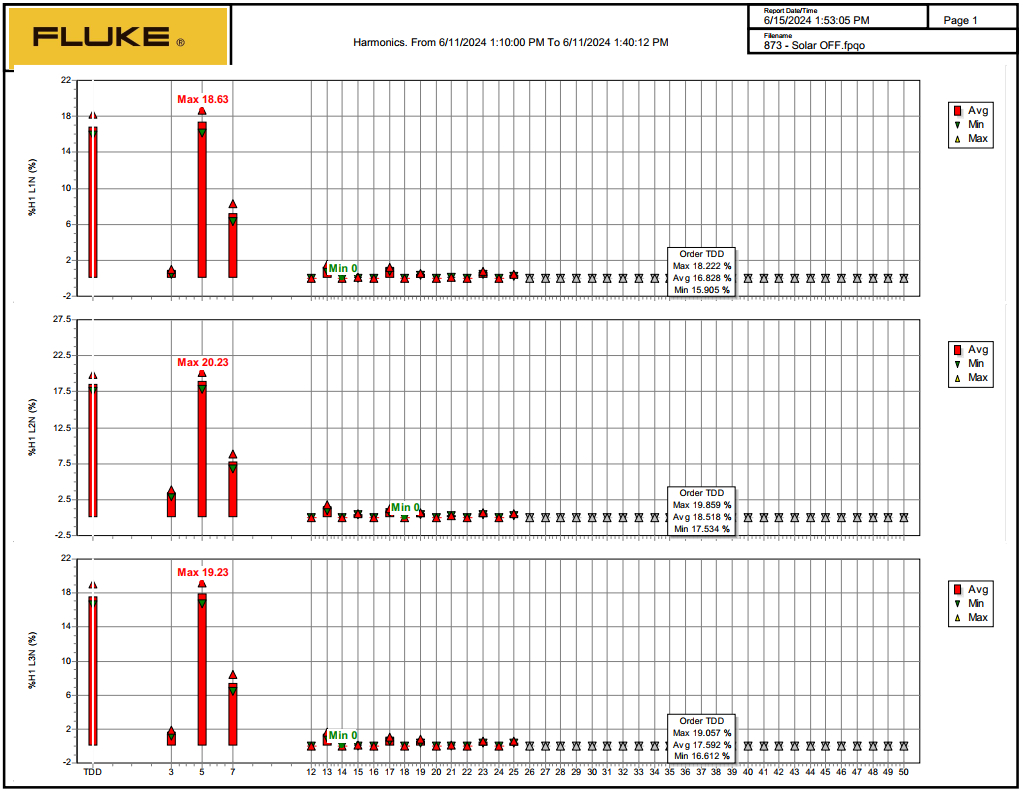 FLUKE ®
Harmonics. From 6/11/2024 1:10:00 PM To 6/11/2024 1:40:12 PM
Report Date/Time
6/15/2024 1:53:05 PM
Page 1
Filename
873 - Solar OFF.fpqo
%H1 L1N (%)
22
18
14
10
6
2
-2
Max 18.63
Min 0
Order TDD
Max 18.222 %
Avg 16.828 %
Min 15.905 %
Avg
Min
Max
%H1 L2N (%)
27.5
22.5
17.5
12.5
7.5
2.5
-2.5
Max 20.23
Min 0
Order TDD
Max 19.859 %
Avg 18.518 %
Min 17.534 %
Avg
Min
Max
%H1 L3N (%)
22
18
14
10
6
2
-2
Max 19.23
Min 0
Order TDD
Max 19.057 %
Avg 17.592 %
Min 16.612 %
Avg
Min
Max
TDD 3 5 7 12 13 14 15 16 17 18 19 20 21 22 23 24 25 26 27 28 29 30 31 32 33 34 35 36 37 38 39 40 41 42 43 44 45 46 47 48 49 50